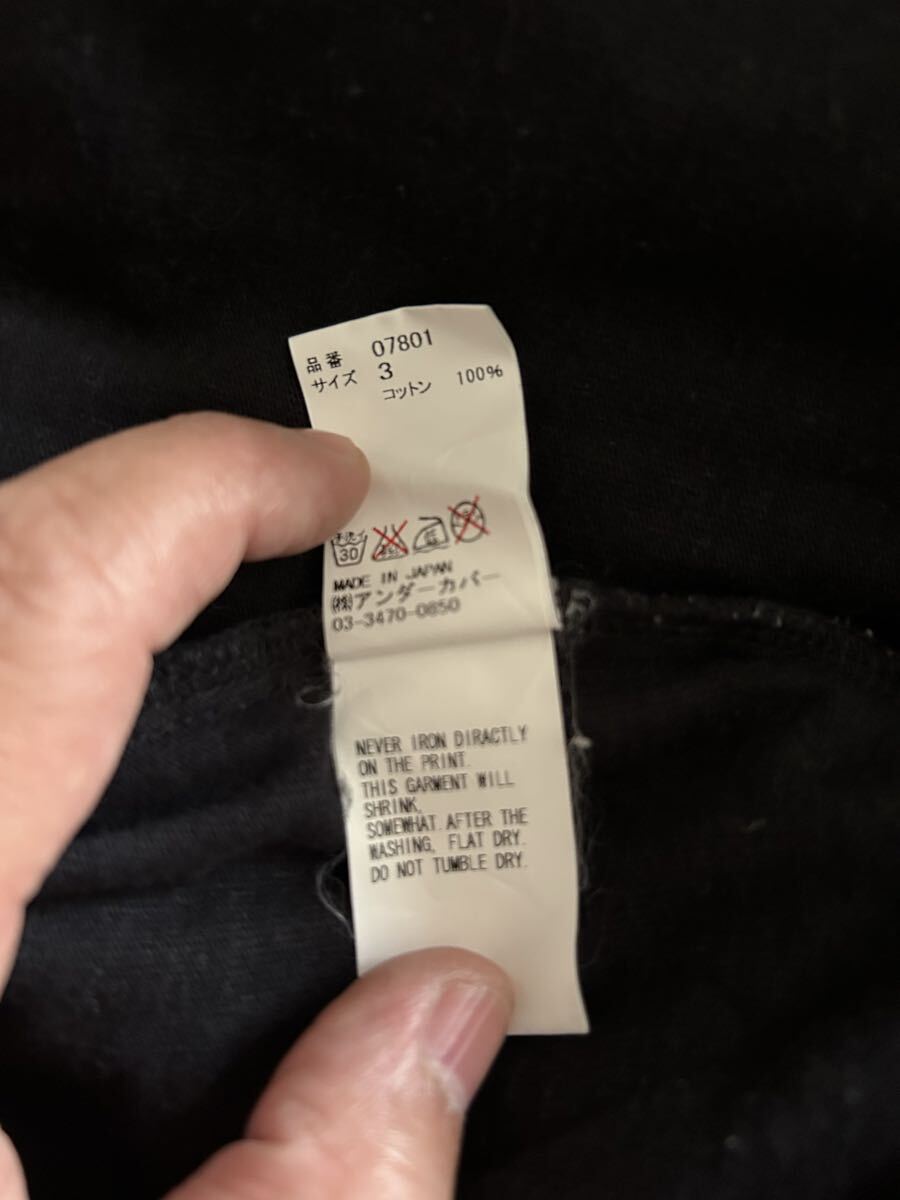 品番 07801
サイズ 3
コットン 100%
30
MADE IN JAPAN
㈱アンダーカバー
03-3470-0850
NEVER IRON DIRACTLY
ON THE PRINT.
THIS GARMENT WILL
SHRINK.
SOMEWHAT.AFTER THE
WASHING, FLAT DRY.
DO NOT TUMBLE DRY.